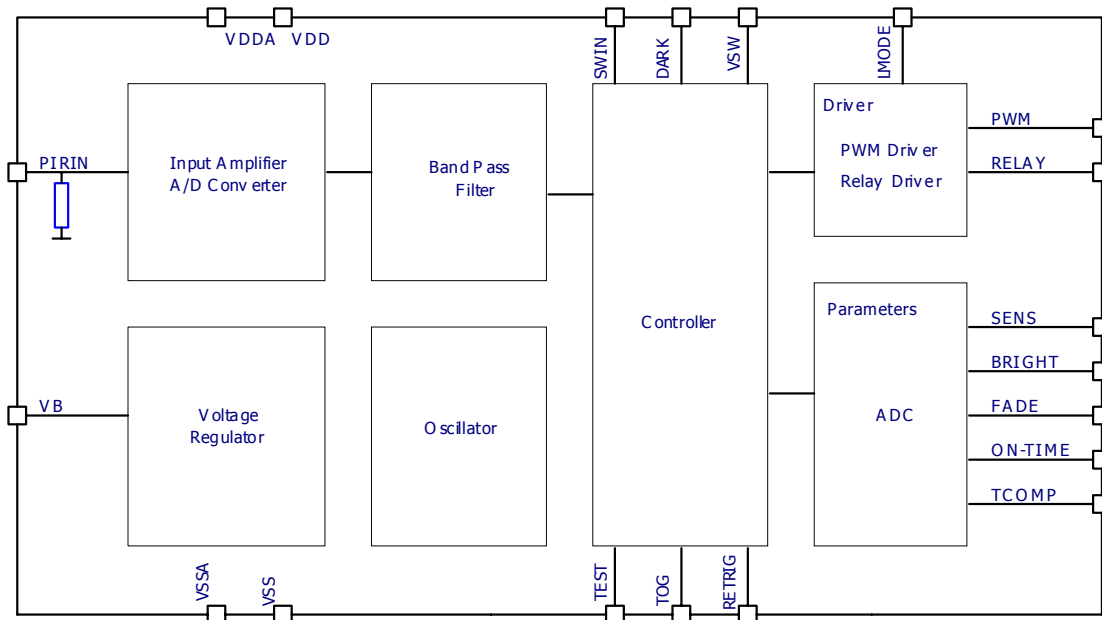 VDDA VDD
SWIN
DARK
VSW
LMODE
PIRIN
Input Amplifier
A/D Converter
Band Pass
Filter
Driver
PWM Driver
Relay Driver
PWM
RELAY
Controller
Parameters
ADC
SENS
BRIGHT
FADE
ON-TIME
TCOMP
VB
Voltage
Regulator
Oscillator
VSSA
VSS
TEST
TOG
RETRIG